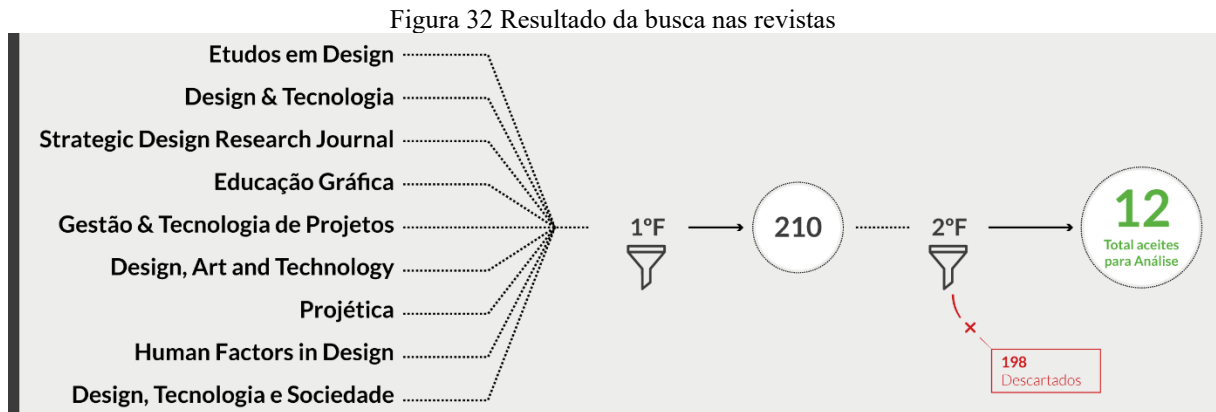 Figura 32 Resultado da busca nas revistas
Etudos em Design
Design & Tecnologia
Strategic Design Research Journal
Educação Gráfica
Gestão & Tecnologia de Projetos
Design, Art and Technology
Projética
Human Factors in Design
Design, Tecnologia e Sociedade
1ºF
210
2ºF
12
Total aceites
para Análise
198
Descartados